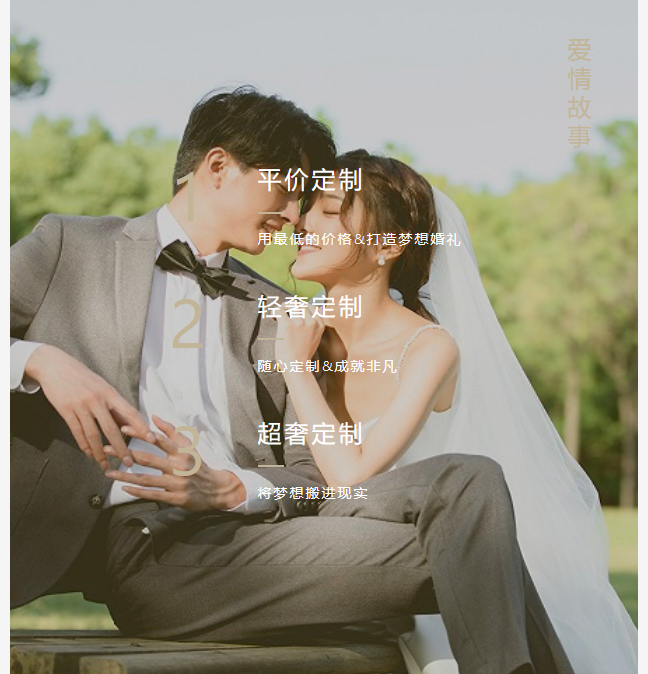 爱情故事
1
平价定制
用最低的价格&打造梦想婚礼
2
轻奢定制
随心定制&成就非凡
3
超奢定制
将梦想搬进现实